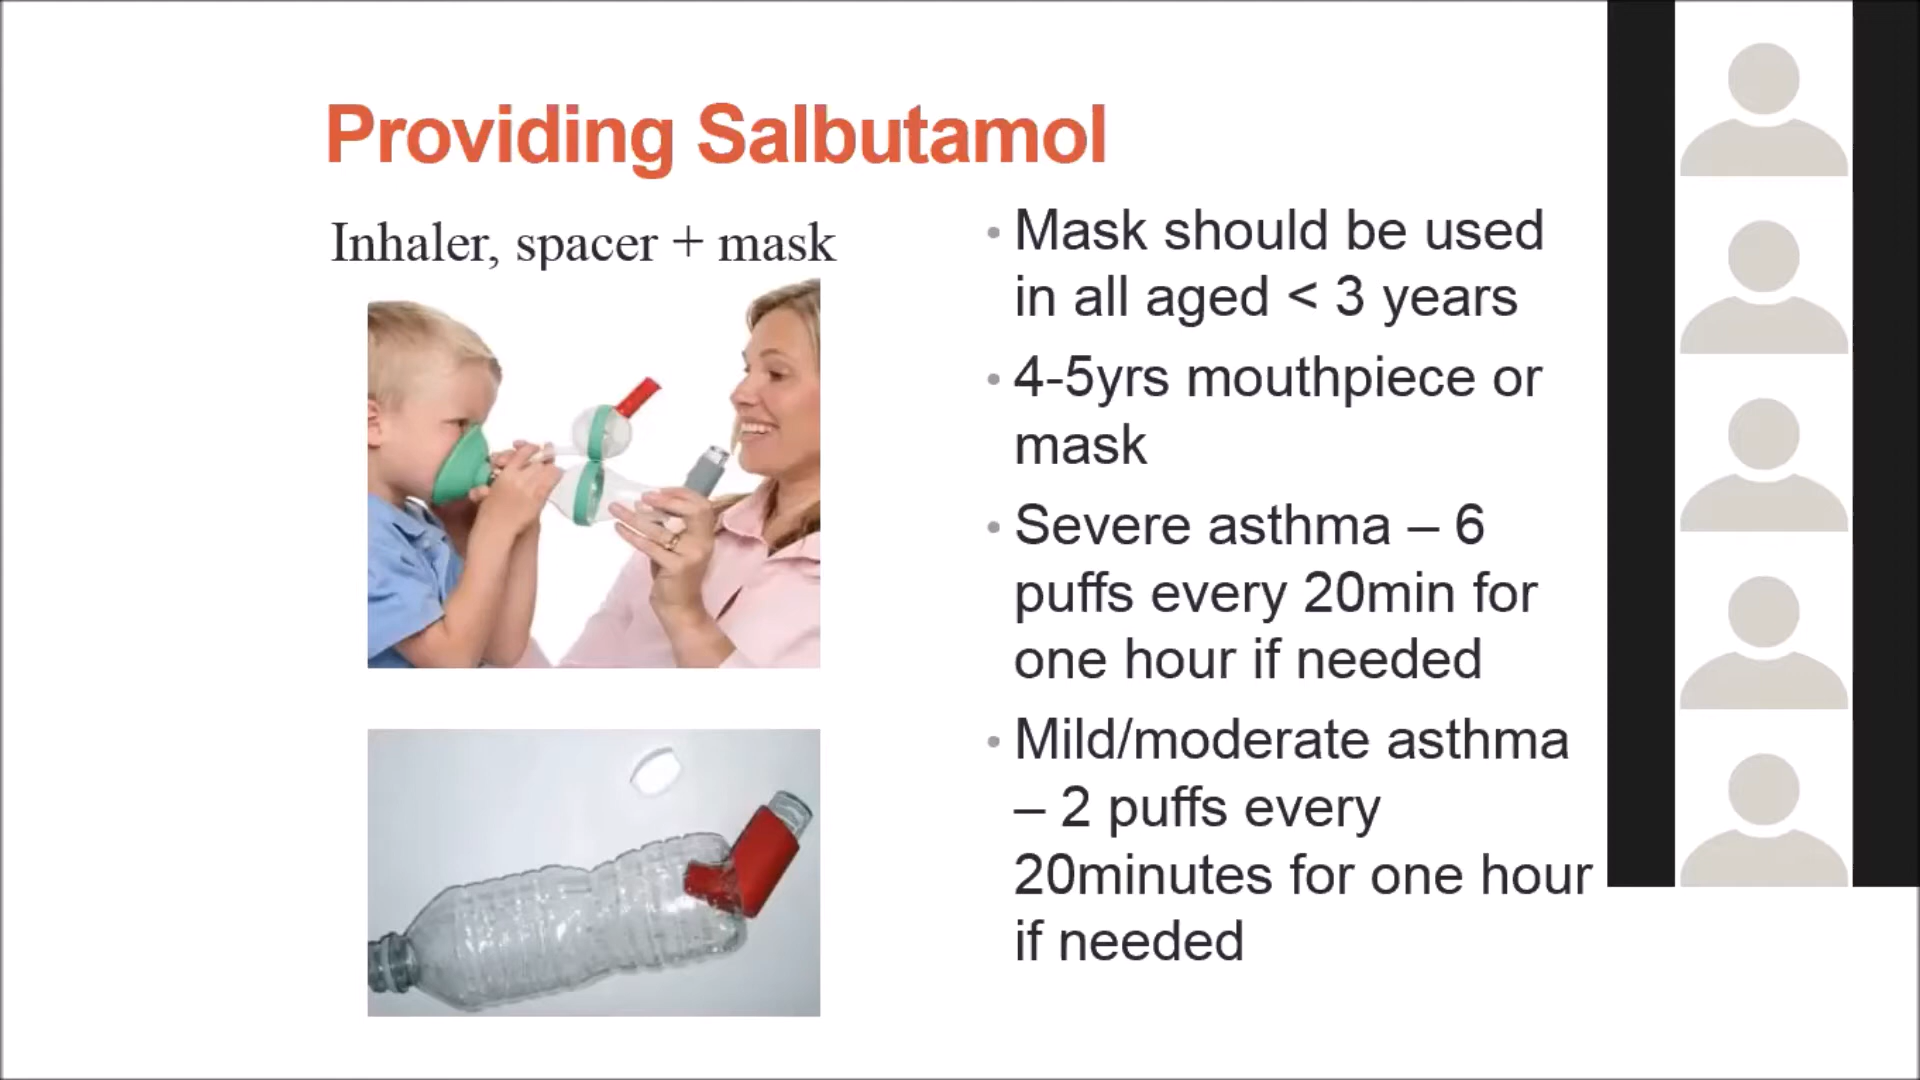 Providing Salbutamol
Inhaler, spacer + mask
• Mask should be used
in all aged < 3 years
• 4-5yrs mouthpiece or
mask
• Severe asthma – 6
puffs every 20min for
one hour if needed
• Mild/moderate asthma
– 2 puffs every
20minutes for one hour
if needed